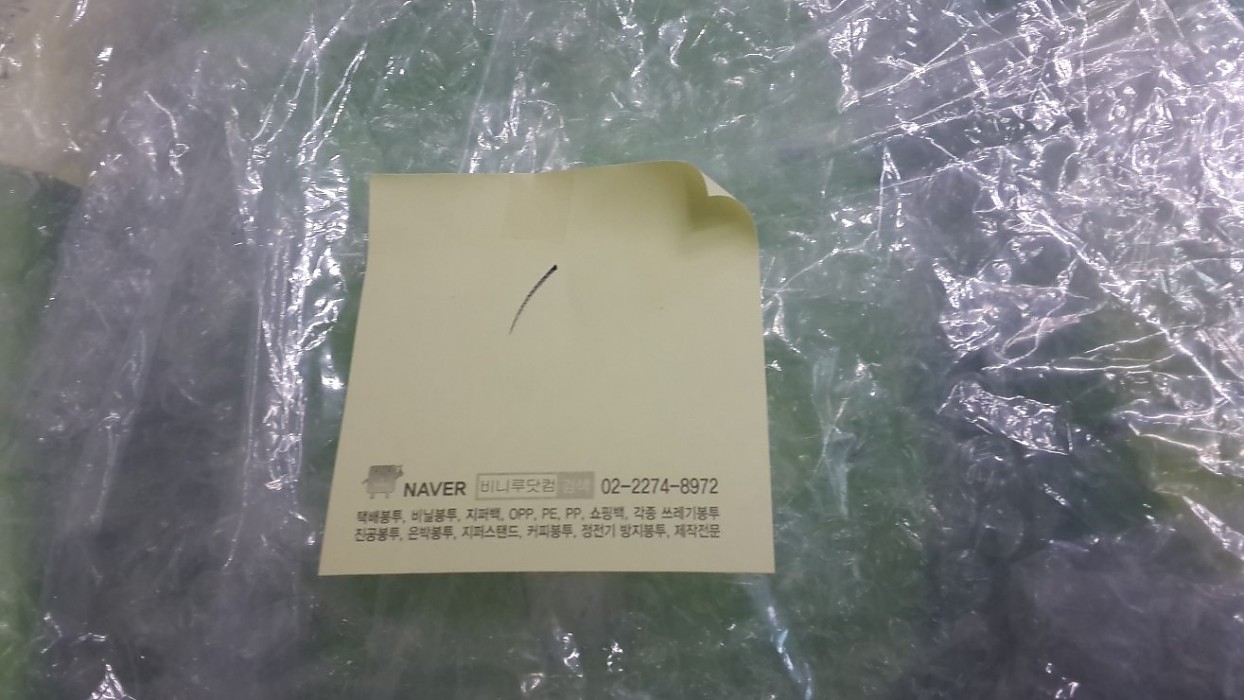 NAVER 비니루닷컴 검색 02-2274-8972
택배봉투, 비닐봉투, 지퍼백, OPP, PE, PP, 쇼핑백, 각종 쓰레기봉투
진공봉투, 은박봉투, 지퍼스탠드, 커피봉투, 정전기 방지봉투, 제작전문